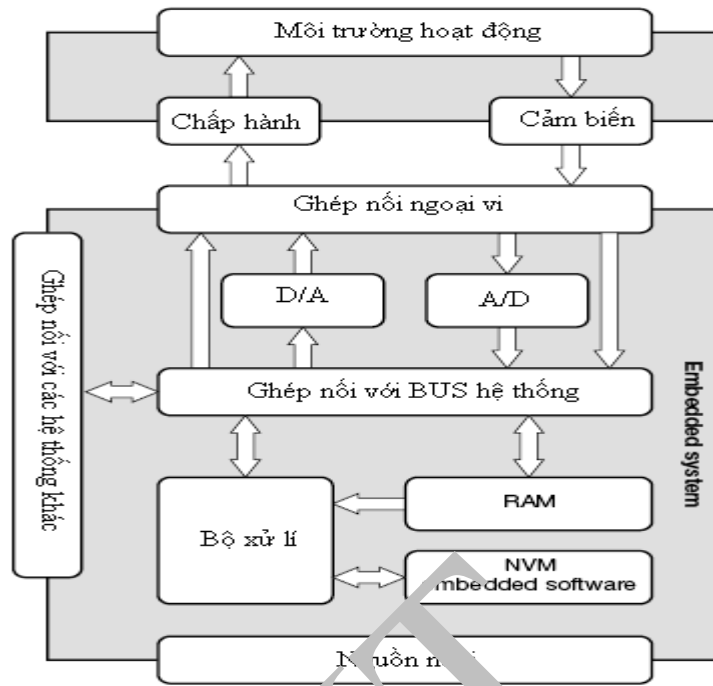 Môi trường hoạt động
Chấp hành
Cảm biến
Ghép nối ngoại vi
D/A
A/D
Ghép nối với BUS hệ thống
Ghép nối với các hệ thống khác
Embedded system
Bộ xử lí
RAM
NVM
software
T